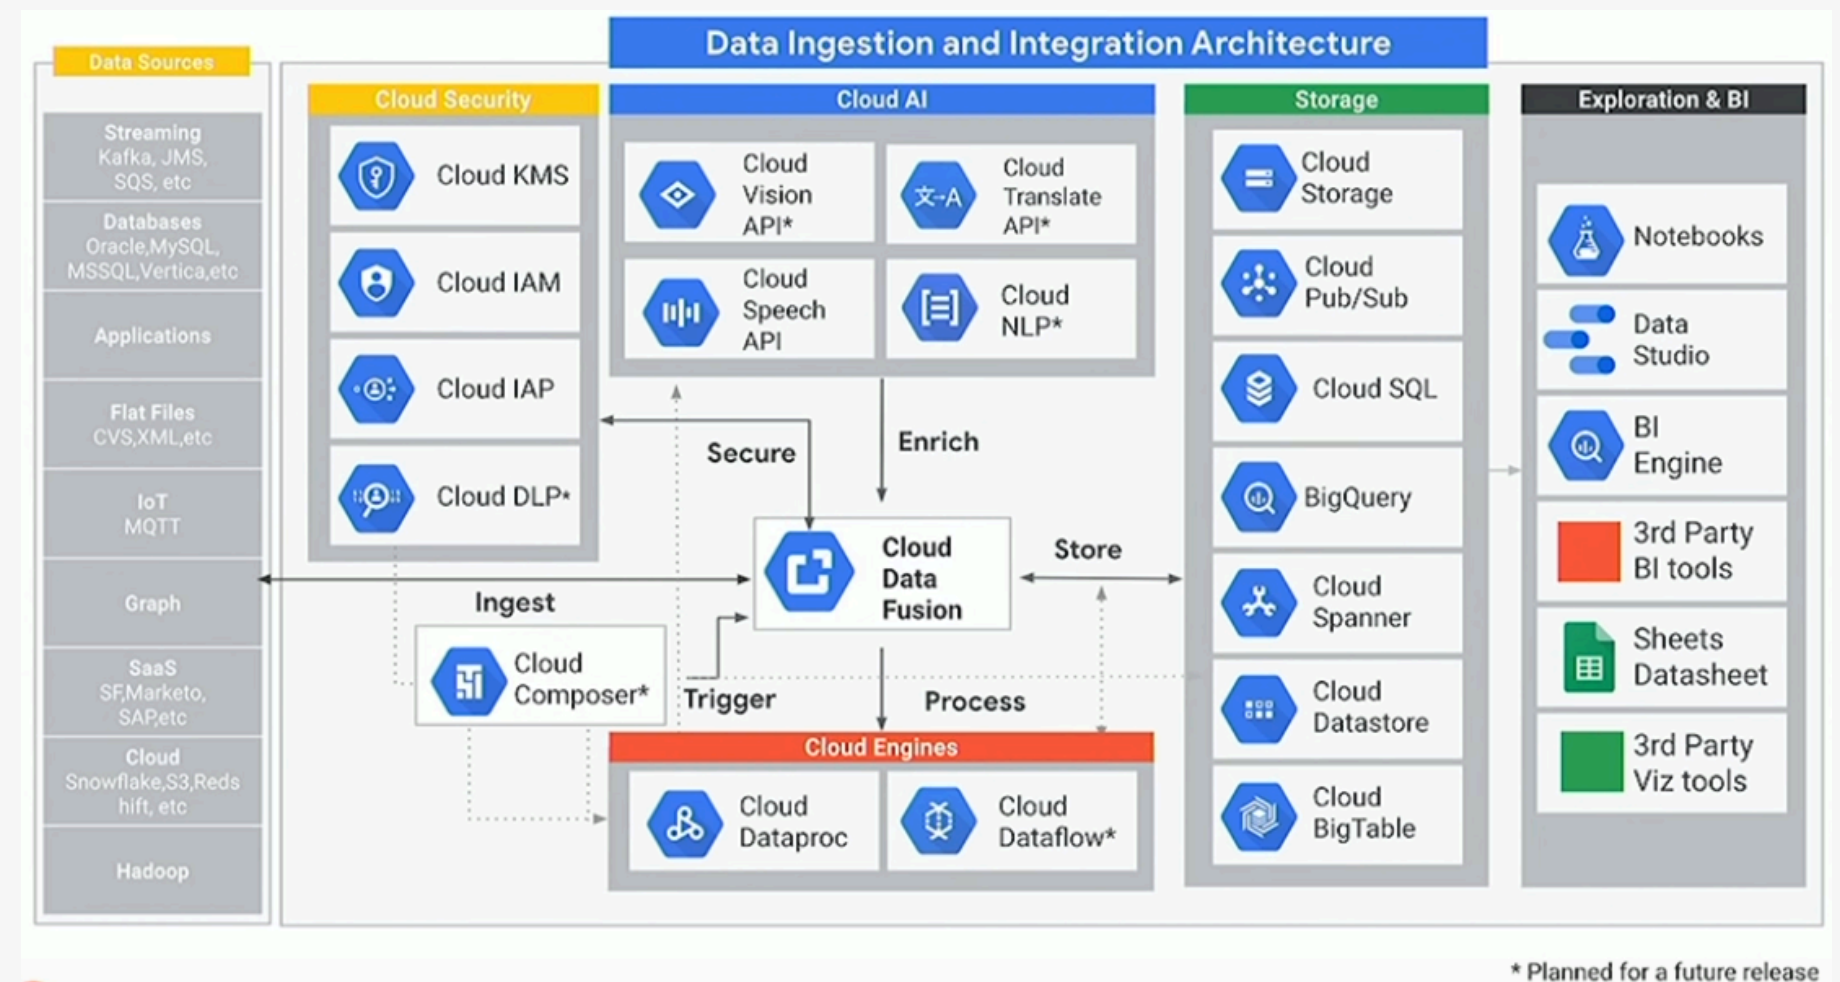 Data Ingestion and Integration Architecture
Data Sources
Streaming
Kafka, JMS,
SQS, etc
Databases
Oracle,MySQL,
MSSQL,Vertica,etc
Applications
Flat Files
CVS,XML,etc
IoT
MQTT
Graph
SaaS
SF,Marketo,
SAP,etc
Cloud
Snowflake,S3,Reds
hift, etc
Hadoop
Cloud Security
Cloud KMS
Cloud IAM
Cloud IAP
Cloud DLP*
Cloud AI
Cloud
Vision
API*
Cloud
Translate
API*
Cloud
Speech
API
Cloud
NLP*
Secure
Enrich
Cloud
Data
Fusion
Store
Ingest
Cloud
Composer*
Trigger
Process
Cloud Engines
Cloud
Dataproc
Cloud
Dataflow*
Storage
Cloud
Storage
Cloud
Pub/Sub
Cloud SQL
BigQuery
Cloud
Spanner
Cloud
Datastore
Cloud
BigTable
Exploration & BI
Notebooks
Data
Studio
BI
Engine
3rd Party
BI tools
Sheets
Datasheet
3rd Party
Viz tools
* Planned for a future release